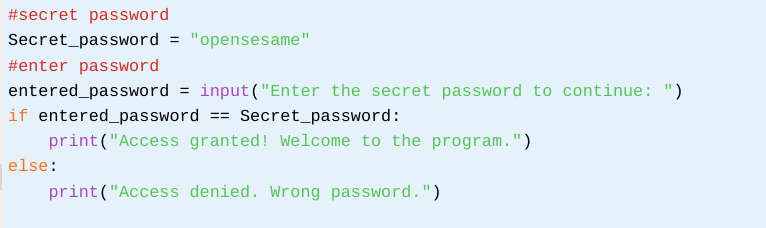 #secret password
Secret_password = "opensesame"
#enter password
entered_password = input("Enter the secret password to continue: ")
if entered_password == Secret_password:
    print("Access granted! Welcome to the program.")
else:
    print("Access denied. Wrong password.")